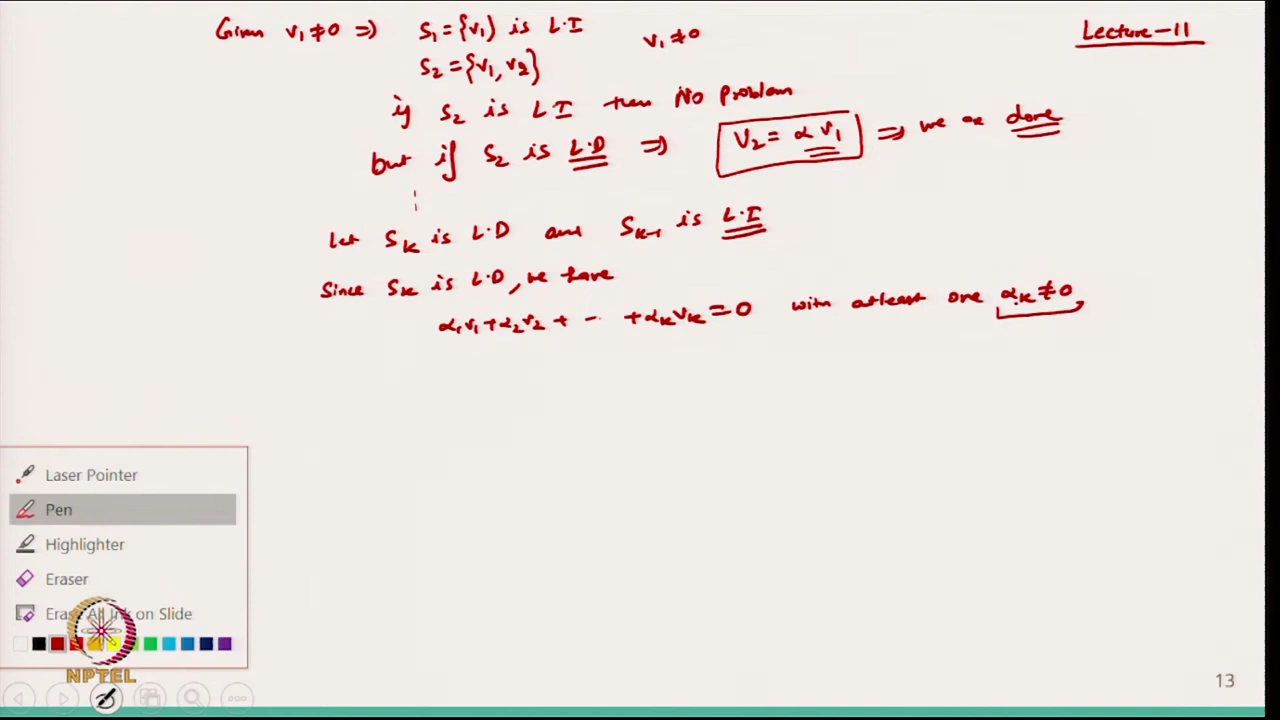 Given v₁≠0 ⇒) S₁={v₁} is L.I v₁≠0
Lecture-11
S₂={v₁, v₂}
if S₂ is LI then No problem
but if S₂ is L.D ⇒) V₂= α v₁ ⇒ we are done
Let Sₖ is L.D and Sₖ₋₁ is L.I
Since Sₖ is L.D, we have
α₁v₁+α₂v₂+ -- +αₖvₖ=0 with atleast one αₖ≠0
Laser Pointer
Pen
Highlighter
Eraser
Erase All Ink on Slide
NPTEL
13